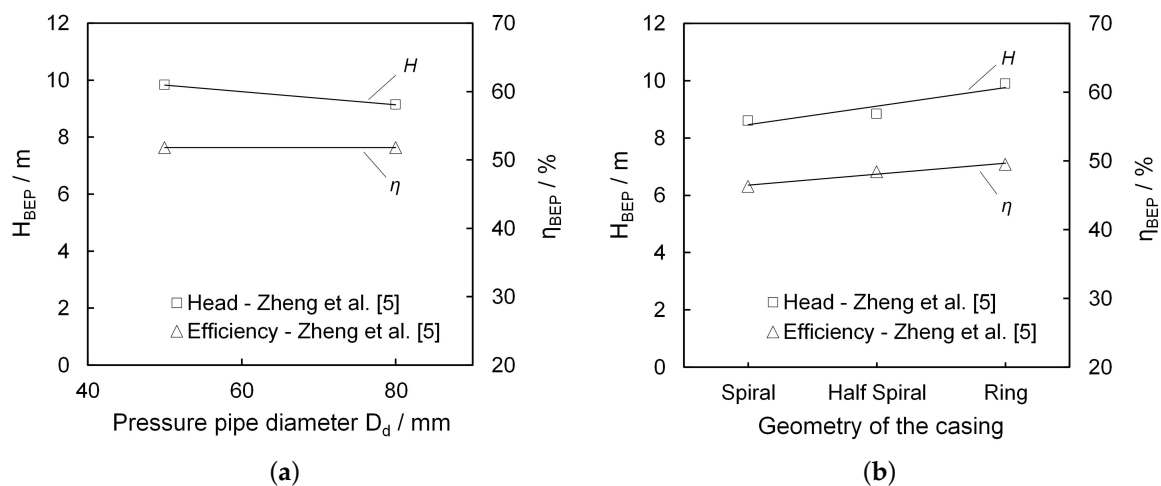 12
10
8
6
4
2
0
H_BEP / m
70
60
50
40
30
20
η_BEP / %
H
η
Head - Zheng et al. [5]
Efficiency - Zheng et al. [5]
40
60
80
Pressure pipe diameter D_d / mm
(a)
12
10
8
6
4
2
0
H_BEP / m
70
60
50
40
30
20
η_BEP / %
H
η
Head - Zheng et al. [5]
Efficiency - Zheng et al. [5]
Spiral
Half Spiral
Ring
Geometry of the casing
(b)